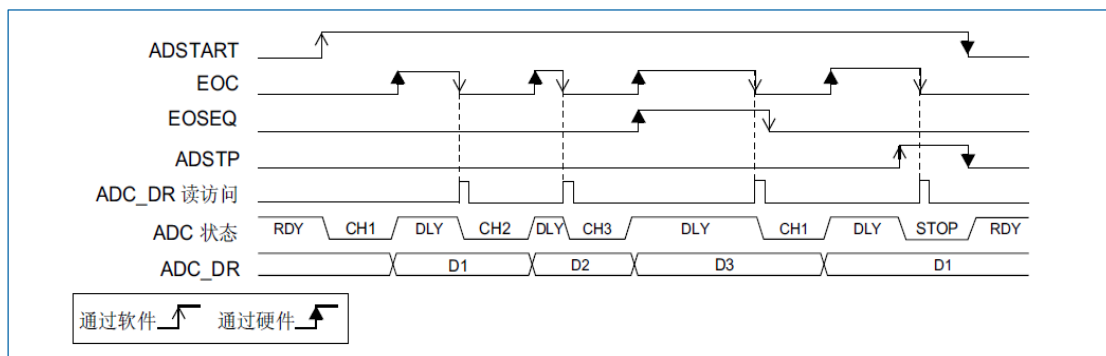 ADSTART
EOC
EOSEQ
ADSTP
ADC_DR 读访问
ADC 状态 RDY CH1 DLY CH2 DLY CH3 DLY CH1 DLY STOP RDY
ADC_DR D1 D2 D3 D1
通过软件 通过硬件